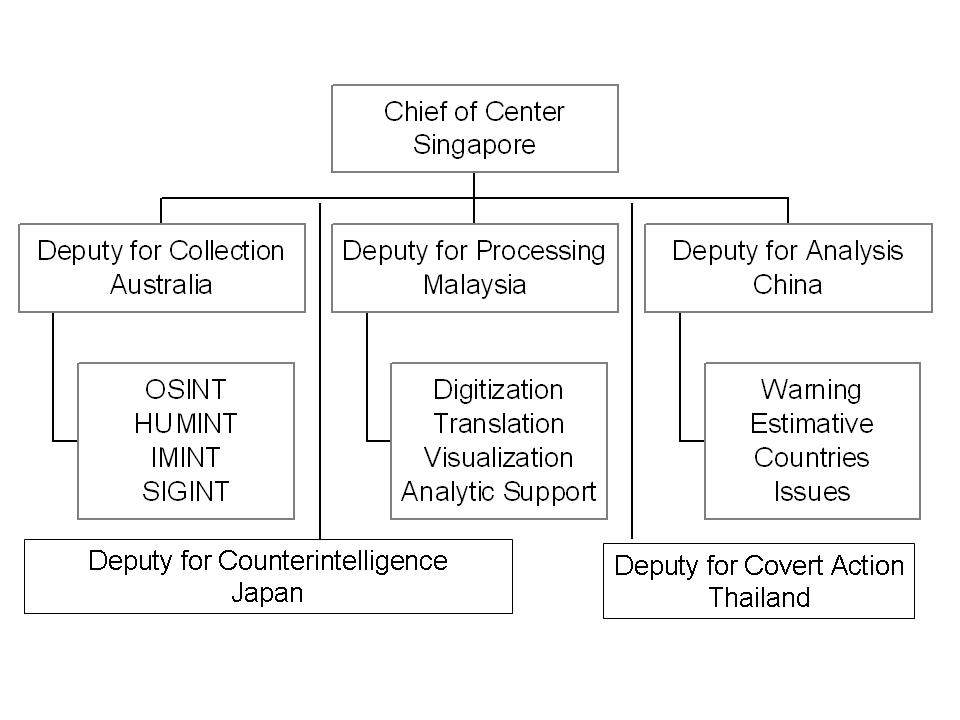 Chief of Center
Singapore
Deputy for Collection
Australia
Deputy for Processing
Malaysia
Deputy for Analysis
China
OSINT
HUMINT
IMINT
SIGINT
Digitization
Translation
Visualization
Analytic Support
Warning
Estimative
Countries
Issues
Deputy for Counterintelligence
Japan
Deputy for Covert Action
Thailand